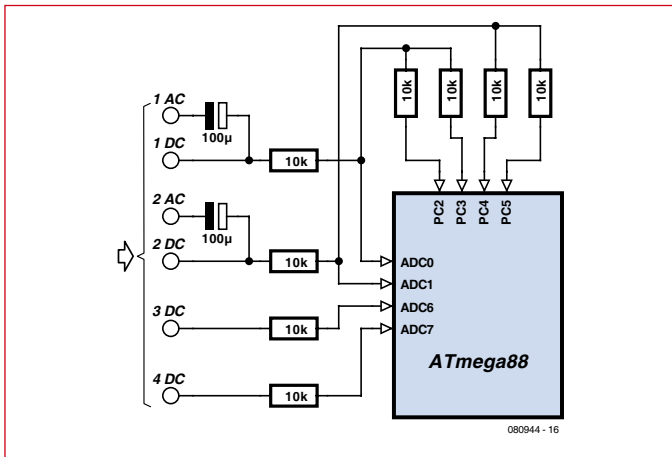 10k
10k
10k
10k
1 AC
100µ
1 DC
10k
2 AC
100µ
2 DC
10k
3 DC
10k
4 DC
10k
PC2
PC3
PC4
PC5
ADC0
ADC1
ADC6
ADC7
ATmega88
080944 - 16